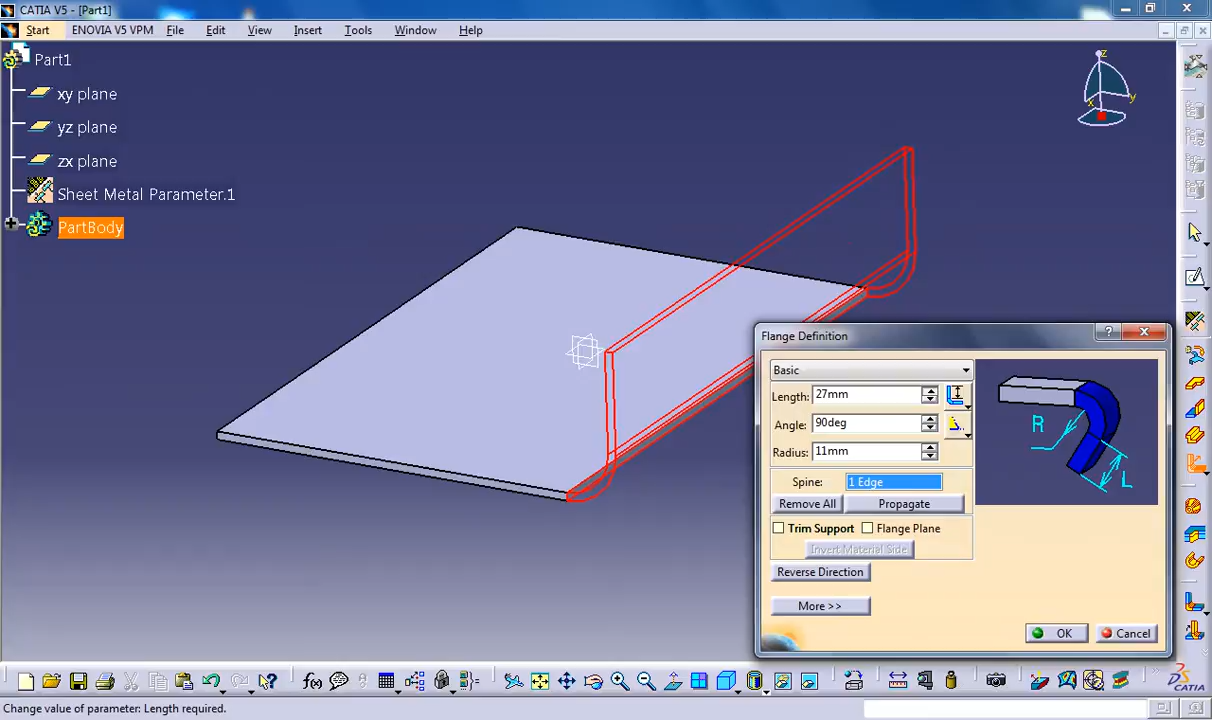 CATIA V5 - [Part1]
Start ENOVIA V5 VPM File Edit View Insert Tools Window Help
Part1
xy plane
yz plane
zx plane
Sheet Metal Parameter.1
PartBody
z
y
x
Flange Definition
Basic
Length: 27mm
Angle: 90deg
Radius: 11mm
Spine: 1 Edge
Remove All Propagate
Trim Support Flange Plane
Invert Material Side
Reverse Direction
More >>
R
L
OK Cancel
f(x)
CATIA
Change value of parameter: Length required.